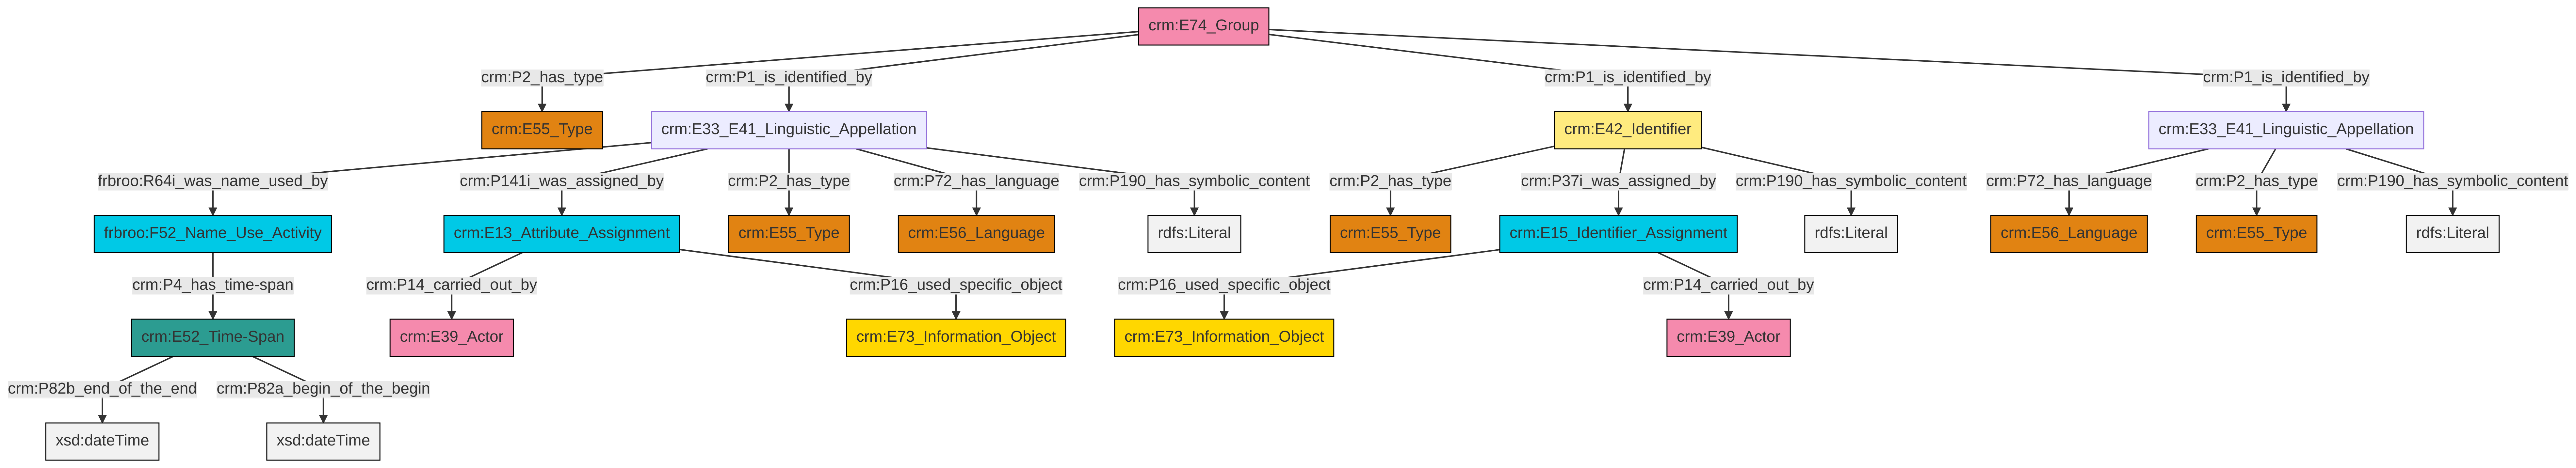 crm:E74_Group
crm:P2_has_type
crm:P1_is_identified_by
crm:P1_is_identified_by
crm:P1_is_identified_by
crm:E55_Type
crm:E33_E41_Linguistic_Appellation
crm:E42_Identifier
crm:E33_E41_Linguistic_Appellation
frbroo:R64i_was_name_used_by
crm:P141i_was_assigned_by
crm:P2_has_type
crm:P72_has_language
crm:P190_has_symbolic_content
crm:P2_has_type
crm:P37i_was_assigned_by
crm:P190_has_symbolic_content
crm:P72_has_language
crm:P2_has_type
crm:P190_has_symbolic_content
frbroo:F52_Name_Use_Activity
crm:E13_Attribute_Assignment
crm:E55_Type
crm:E56_Language
rdfs:Literal
crm:E55_Type
crm:E15_Identifier_Assignment
rdfs:Literal
crm:E56_Language
crm:E55_Type
rdfs:Literal
crm:P4_has_time-span
crm:P14_carried_out_by
crm:P16_used_specific_object
crm:P16_used_specific_object
crm:P14_carried_out_by
crm:E52_Time-Span
crm:E39_Actor
crm:E73_Information_Object
crm:E73_Information_Object
crm:E39_Actor
crm:P82b_end_of_the_end
crm:P82a_begin_of_the_begin
xsd:dateTime
xsd:dateTime